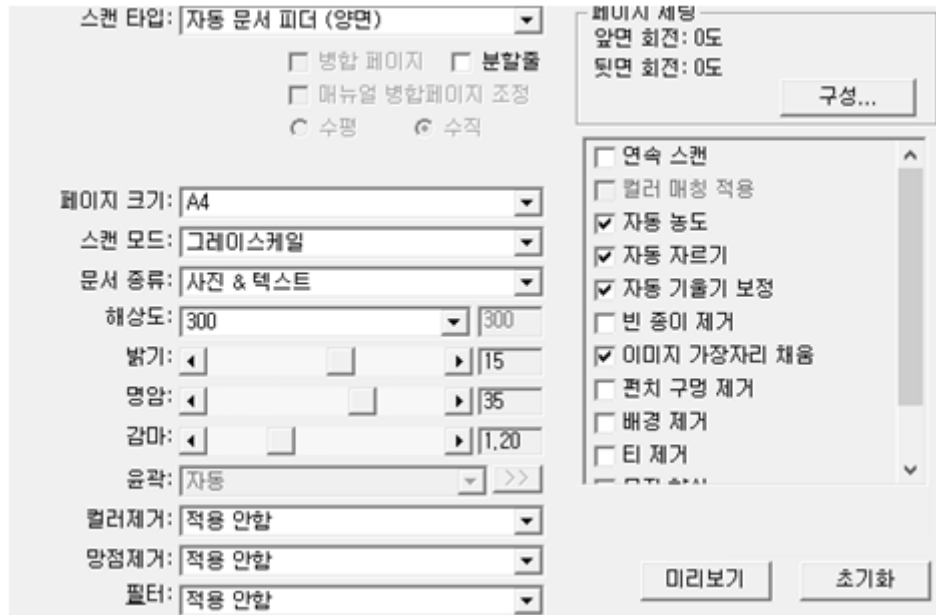 스캔 타입: 자동 문서 피더 (양면)
병합 페이지 분할줄
매뉴얼 병합페이지 조정
수평 수직
페이지 크기: A4
스캔 모드: 그레이스케일
문서 종류: 사진 & 텍스트
해상도: 300 300
밝기: 15
명암: 35
감마: 1,20
윤곽: 자동 >>
컬러제거: 적용 안함
망점제거: 적용 안함
필터: 적용 안함
페이지 세팅
앞면 회전: 0도
뒷면 회전: 0도
구성...
연속 스캔
컬러 매칭 적용
자동 농도
자동 자르기
자동 기울기 보정
빈 종이 제거
이미지 가장자리 채움
펀치 구멍 제거
배경 제거
티 제거
미리보기 초기화